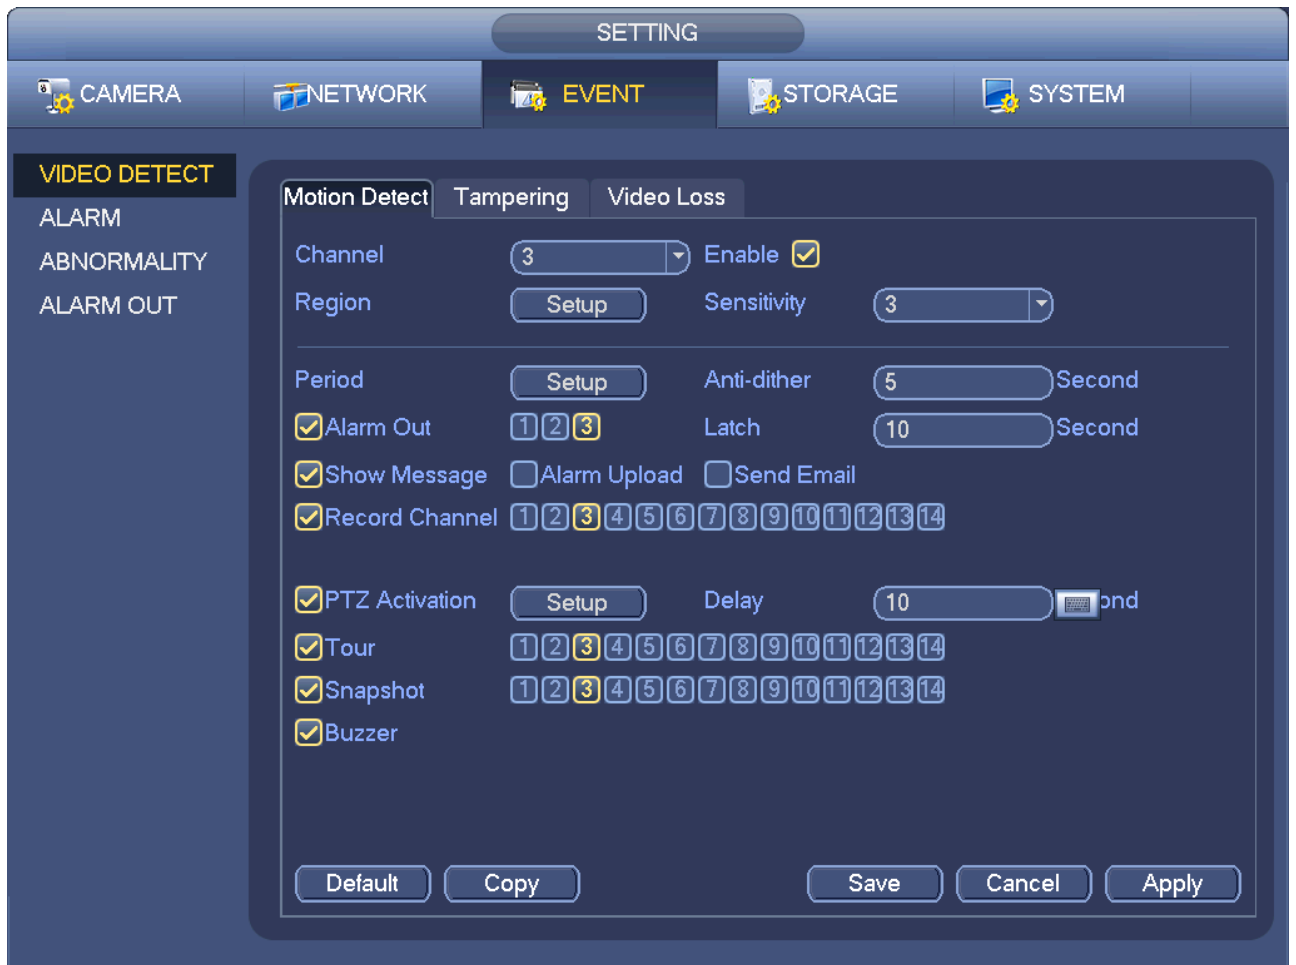 SETTING
CAMERA NETWORK EVENT STORAGE SYSTEM
VIDEO DETECT
ALARM
ABNORMALITY
ALARM OUT
Motion Detect Tampering Video Loss
Channel 3 Enable
Region Setup Sensitivity 3
Period Setup Anti-dither 5 Second
Alarm Out 1 2 3 Latch 10 Second
Show Message Alarm Upload Send Email
Record Channel 1 2 3 4 5 6 7 8 9 10 11 12 13 14
PTZ Activation Setup Delay 10 ond
Tour 1 2 3 4 5 6 7 8 9 10 11 12 13 14
Snapshot 1 2 3 4 5 6 7 8 9 10 11 12 13 14
Buzzer
Default Copy Save Cancel Apply